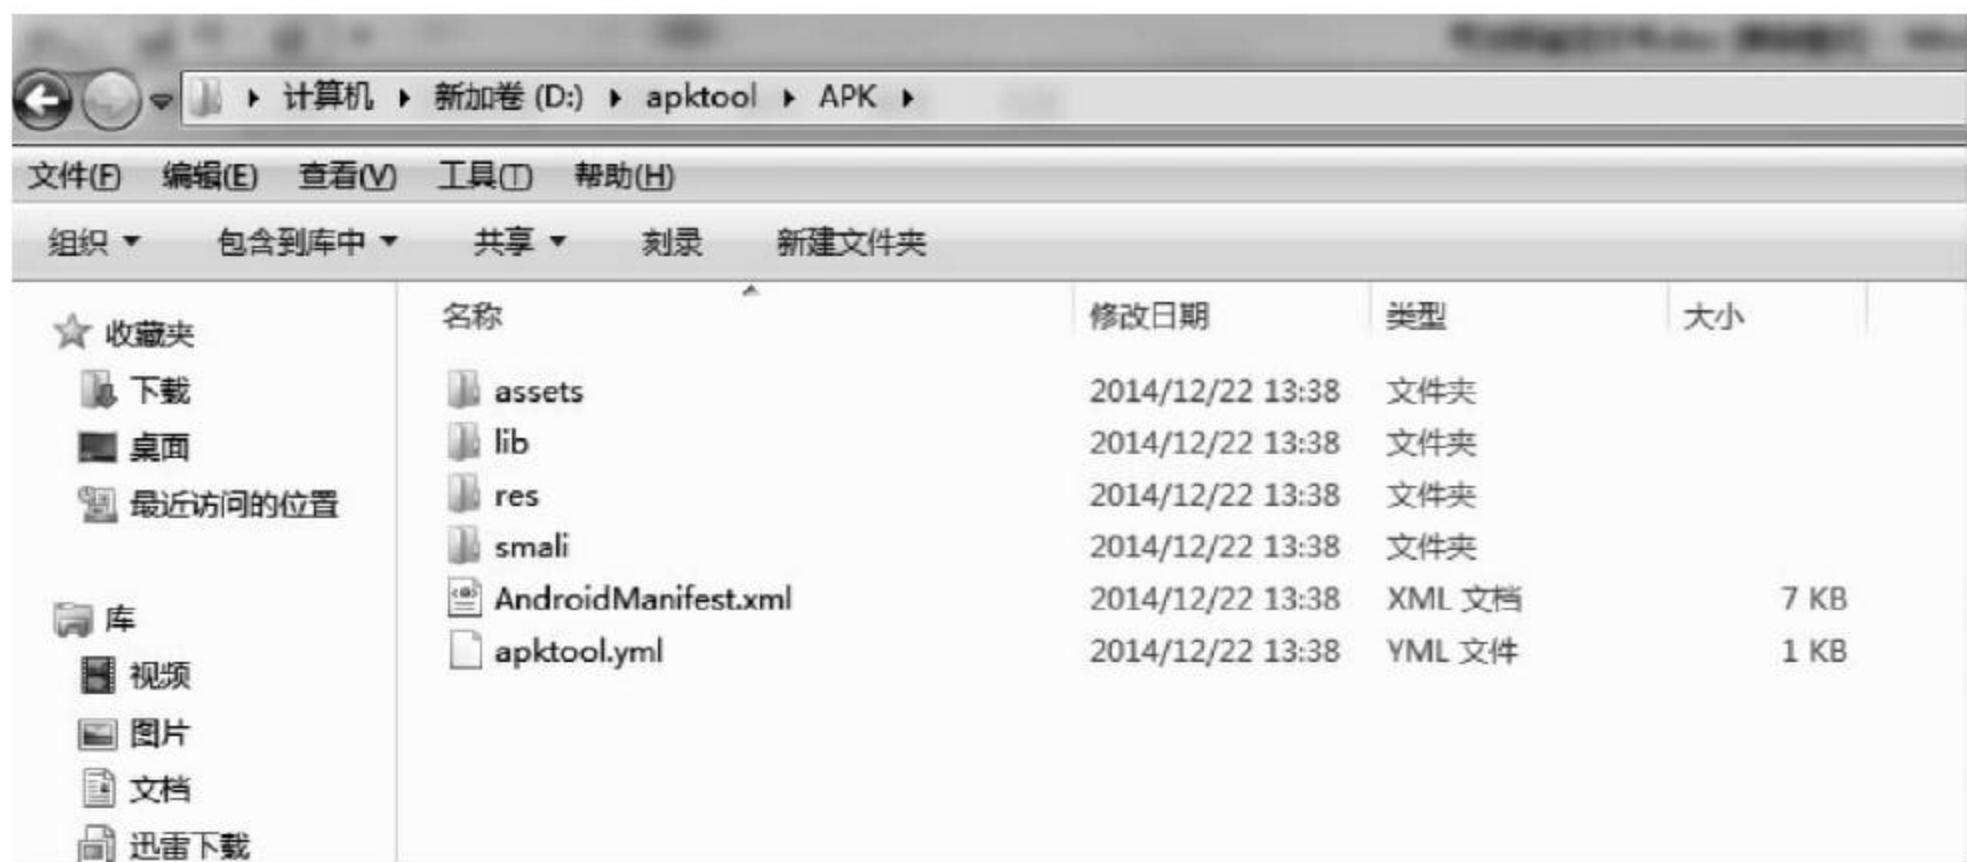 计算机 新加卷 (D:) apktool APK
文件(F) 编辑(E) 查看(V) 工具(T) 帮助(H)
组织 包含到库中 共享 刻录 新建文件夹
收藏夹
下载
桌面
最近访问的位置
库
视频
图片
文档
迅雷下载
名称 修改日期 类型 大小
assets 2014/12/22 13:38 文件夹
lib 2014/12/22 13:38 文件夹
res 2014/12/22 13:38 文件夹
smali 2014/12/22 13:38 文件夹
AndroidManifest.xml 2014/12/22 13:38 XML 文档 7 KB
apktool.yml 2014/12/22 13:38 YML 文件 1 KB